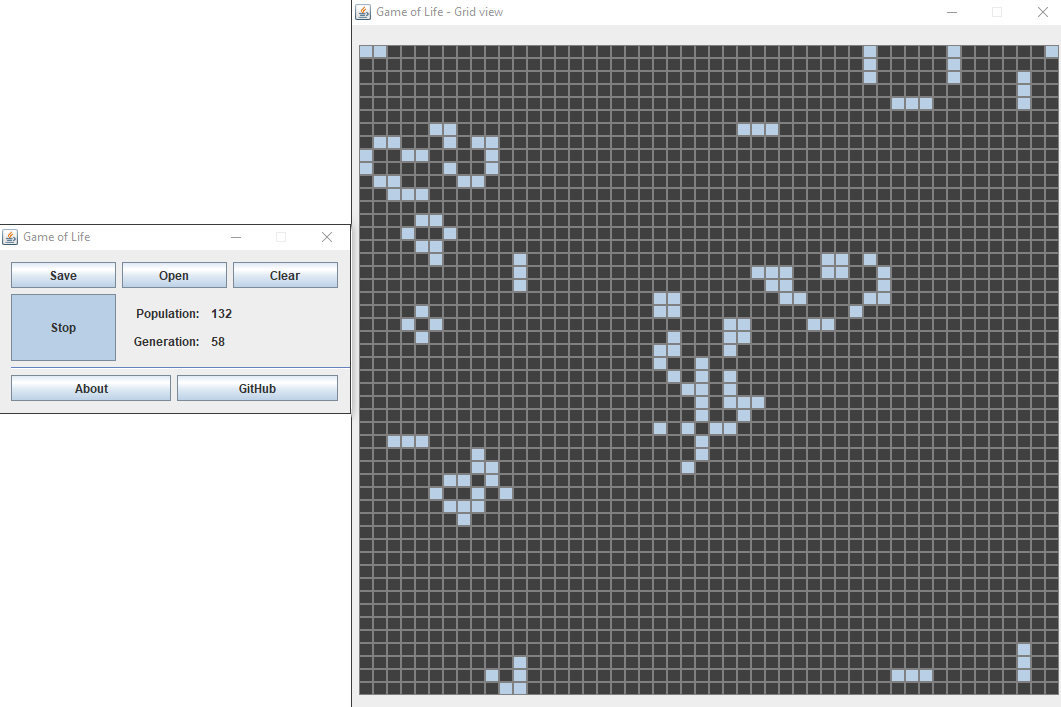 Game of Life - Grid view
Game of Life
Save Open Clear
Stop
Population: 132
Generation: 58
About GitHub